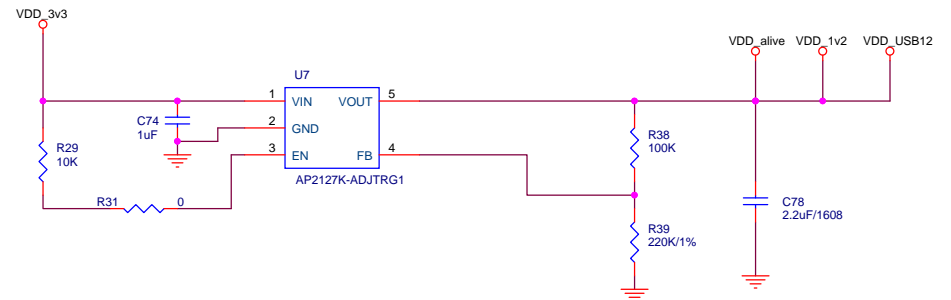 VDD_3v3
VDD_alive
VDD_1v2
VDD_USB12
U7
1
VIN
VOUT
5
C74
1uF
2
GND
R38
100K
R29
10K
3
EN
FB
4
AP2127K-ADJTRG1
R31
0
C78
2.2uF/1608
R39
220K/1%